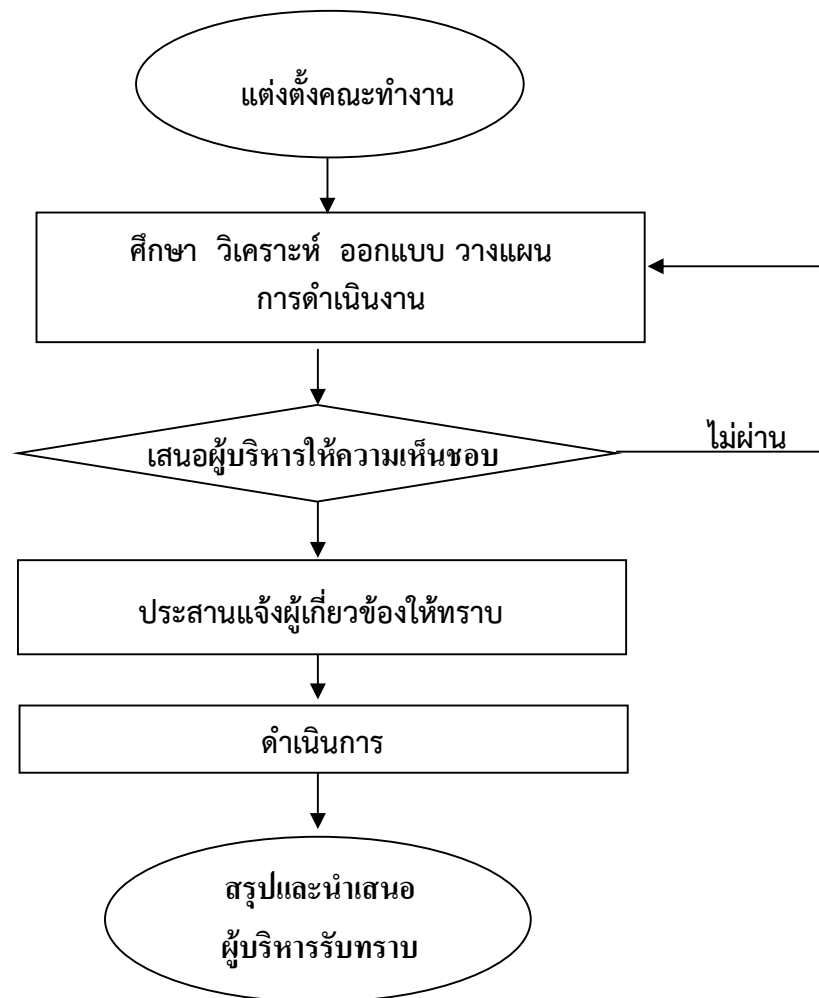 แต่งตั้งคณะทำงาน
ศึกษา วิเคราะห์ ออกแบบ วางแผน
การดำเนินงาน
เสนอผู้บริหารให้ความเห็นชอบ
ไม่ผ่าน
ประสานแจ้งผู้เกี่ยวข้องให้ทราบ
ดำเนินการ
สรุปและนำเสนอ
ผู้บริหารรับทราบ